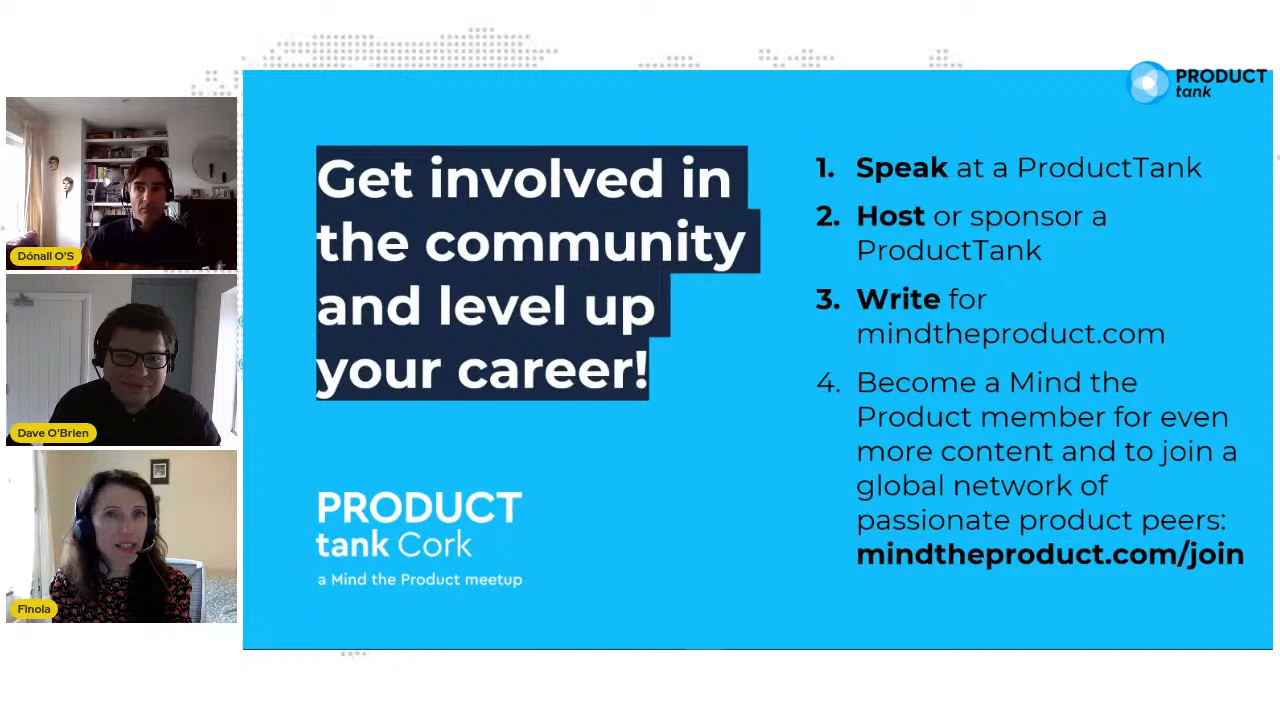 PRODUCT
tank
Dónall O'S
Dave O'Brien
Finola
Get involved in
the community
and level up
your career!
PRODUCT
tank Cork
a Mind the Product meetup
1. Speak at a ProductTank
2. Host or sponsor a
ProductTank
3. Write for
mindtheproduct.com
4. Become a Mind the
Product member for even
more content and to join a
global network of
passionate product peers:
mindtheproduct.com/join